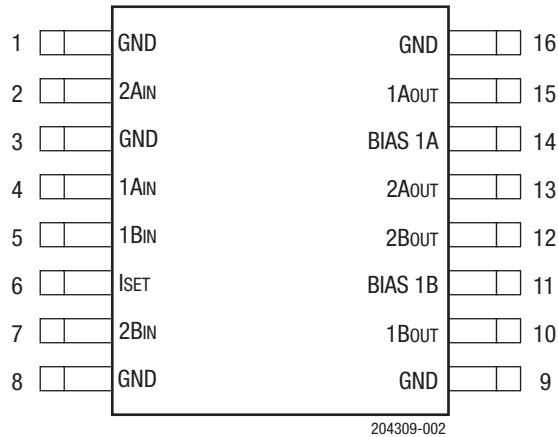 1 GND GND 16
2 2AIN 1AOUT 15
3 GND BIAS 1A 14
4 1AIN 2AOUT 13
5 1BIN 2BOUT 12
6 ISET BIAS 1B 11
7 2BIN 1BOUT 10
8 GND GND 9
204309-002